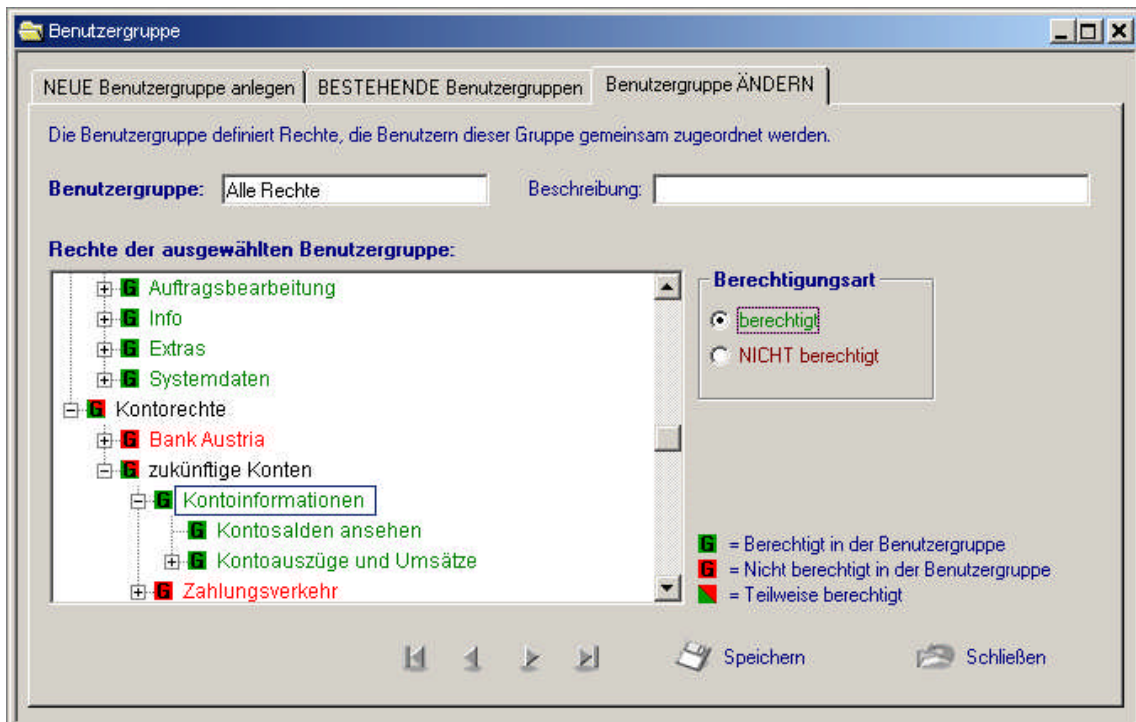 Benutzergruppe
NEUE Benutzergruppe anlegen BESTEHENDE Benutzergruppen Benutzergruppe ÄNDERN
Die Benutzergruppe definiert Rechte, die Benutzern dieser Gruppe gemeinsam zugeordnet werden.
Benutzergruppe: Alle Rechte Beschreibung:
Rechte der ausgewählten Benutzergruppe:
G Auftragsbearbeitung
G Info
G Extras
G Systemdaten
G Kontorechte
G Bank Austria
G zukünftige Konten
G Kontoinformationen
G Kontosalden ansehen
G Kontoauszüge und Umsätze
G Zahlungsverkehr
Berechtigungsart
berechtigt
NICHT berechtigt
G = Berechtigt in der Benutzergruppe
G = Nicht berechtigt in der Benutzergruppe
= Teilweise berechtigt
Speichern Schließen